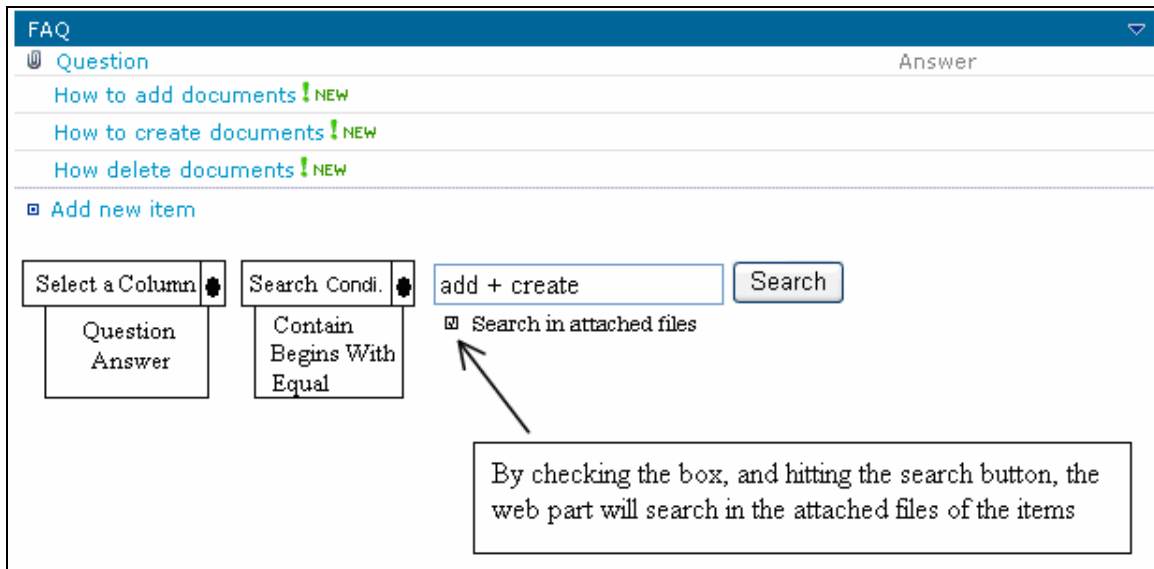 FAQ
Question Answer
How to add documents ! NEW
How to create documents ! NEW
How delete documents ! NEW
Add new item
Select a Column Search Condi. add + create Search
Question
Answer
Contain
Begins With
Equal
Search in attached files
By checking the box, and hitting the search button, the
web part will search in the attached files of the items